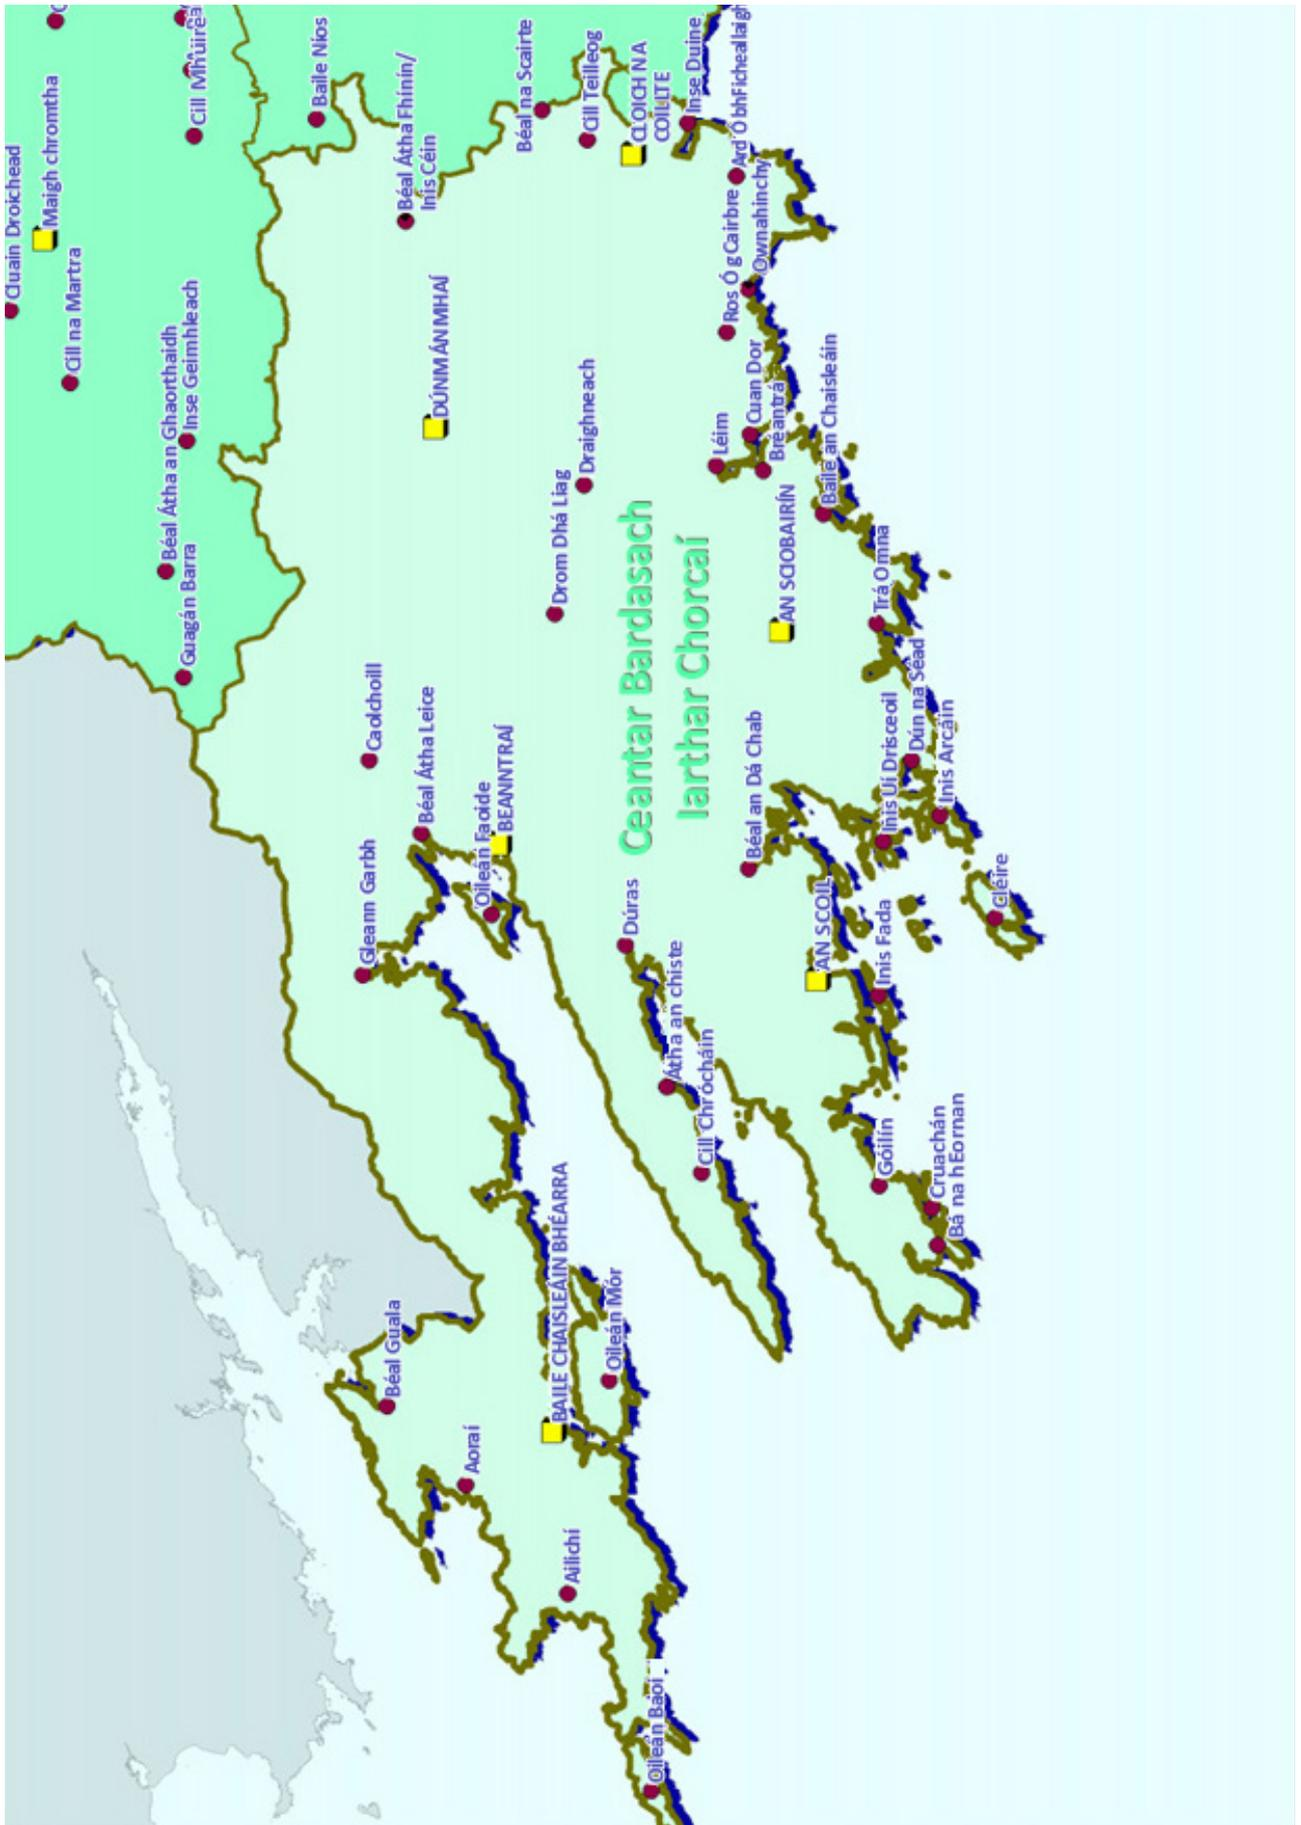 Cluain Droichead
Maigh chromtha
Cill na Martra
Béal Átha an Ghaorthaidh
Inse Geimhleach
Guagán Barra
Baile Nios
Caolchoill
Gleann Garbh
Béal Átha Fhinín/
Inis Céin
Béal Átha Leice
Béal Guala
DÚNMÁNMHAÍ
Aoraí
Oileán Faoide
BEANNTRAÍ
Béal na Scairte
Drom Dhá Liag
BAILE CHAISLEÁIN BHÉARRA
Ailichí
Draighneach
Cill Teilleog
Oileán Mór
CLOICH NA
COILLTE
Ceantar Bardasach
Iarthar Chorcaí
Dúras
Oileán Baoi
Átha an chiste
Inse Duine
Cill Chrócháin
Léim
Ros Ó gCairbre
Ard Ó bhFicheallaigh
Ownahinchy
Cuan Dor
Béal an Dá Chab
Bréantrá
AN SCIOBAIRÍN
AN SCOIL
Baile an Chaisleáin
Trá Omna
Inis Fada
Góilín
Inis Uí Drisceoil
Dún na Séad
Cruachán
Bá na hEornan
Inis Arcáin
Cléire